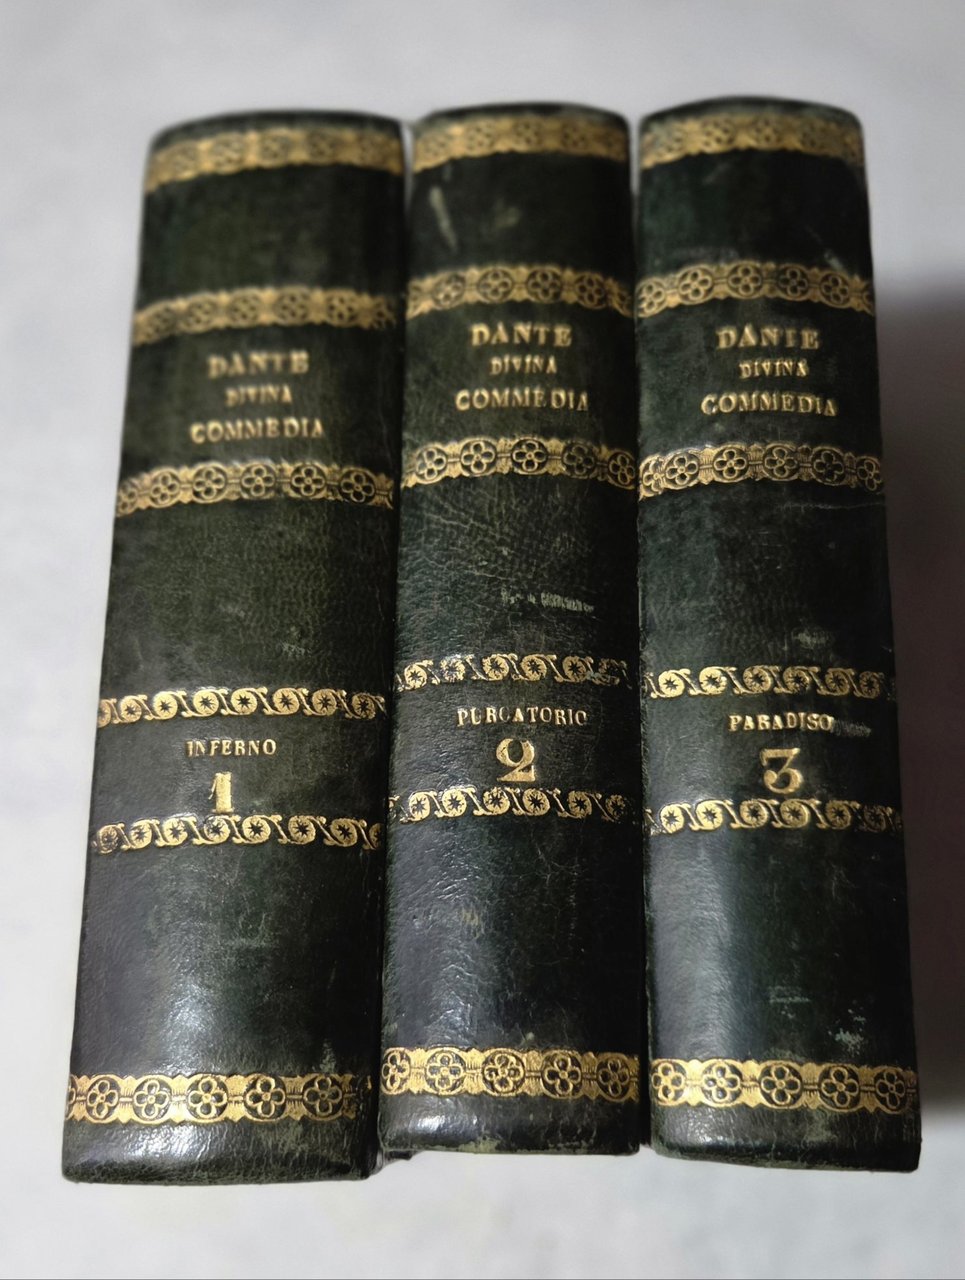 DANTE
DIVINA
COMMEDIA
INFERNO
1
DANTE
DIVINA
COMMEDIA
PURGATORIO
2
DANTE
DIVINA
COMMEDIA
PARADISO
3